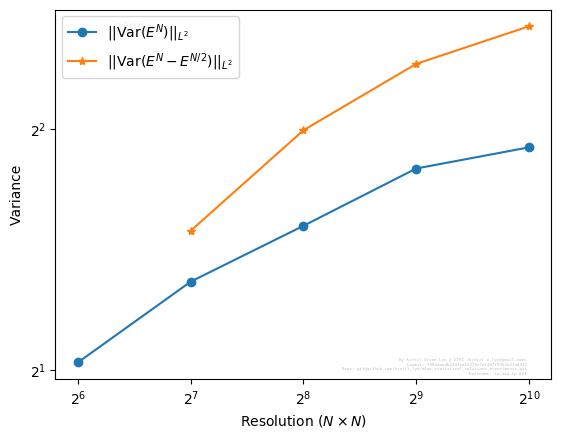 ||Var(E^N)||_{L^2}
||Var(E^N − E^{N/2})||_{L^2}
2^2
Variance
2^1
2^6 2^7 2^8 2^9 2^10
Resolution (N × N)